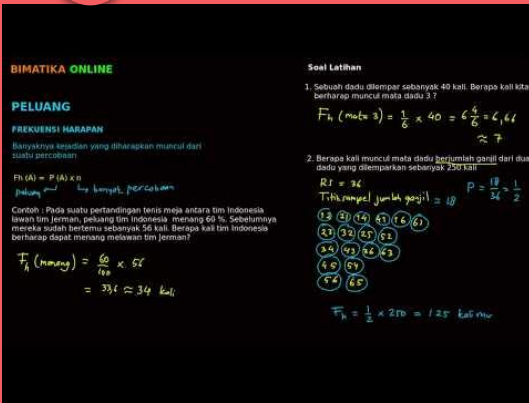 BIMATIKA ONLINE
PELUANG
FREKUENSI HARAPAN
Banyaknya kejadian yang diharapkan muncul dari
suatu percobaan
Fh (A) = P (A) x n
peluang
banyak percobaan
Contoh : Pada suatu pertandingan tenis meja antara tim Indonesia
lawan tim Jerman, peluang tim Indonesia menang 60 %. Sebelumnya
mereka sudah bertemu sebanyak 56 kali. Berapa kali tim Indonesia
berharap dapat menang melawan tim Jerman?
Fh (menang) = 60/100 x 56
= 33,6 ≈ 34 kali
Soal Latihan
1. Sebuah dadu dilempar sebanyak 40 kali. Berapa kali kita
berharap muncul mata dadu 3 ?
Fh (mata 3) = 1/6 x 40 = 6 4/6 = 6,66
≈ 7
2. Berapa kali muncul mata dadu berjumlah ganjil dari dua
dadu yang dilemparkan sebanyak 250 kali
RS = 36
Titik sampel jumlah ganjil = 18
P = 18/36 = 1/2
12 21 14 41 16 61
23 32 25 52
34 43 36 63
45 54
56 65
Fh = 1/2 x 250 = 125 kali